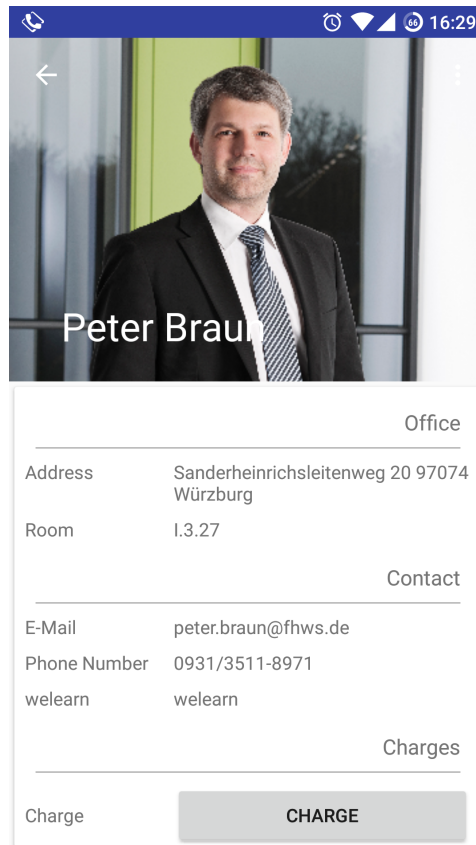 66 16:29
Peter Braun
Office
Address Sanderheinrichsleitenweg 20 97074
Würzburg
Room I.3.27
Contact
E-Mail peter.braun@fhws.de
Phone Number 0931/3511-8971
welearn welearn
Charges
Charge CHARGE